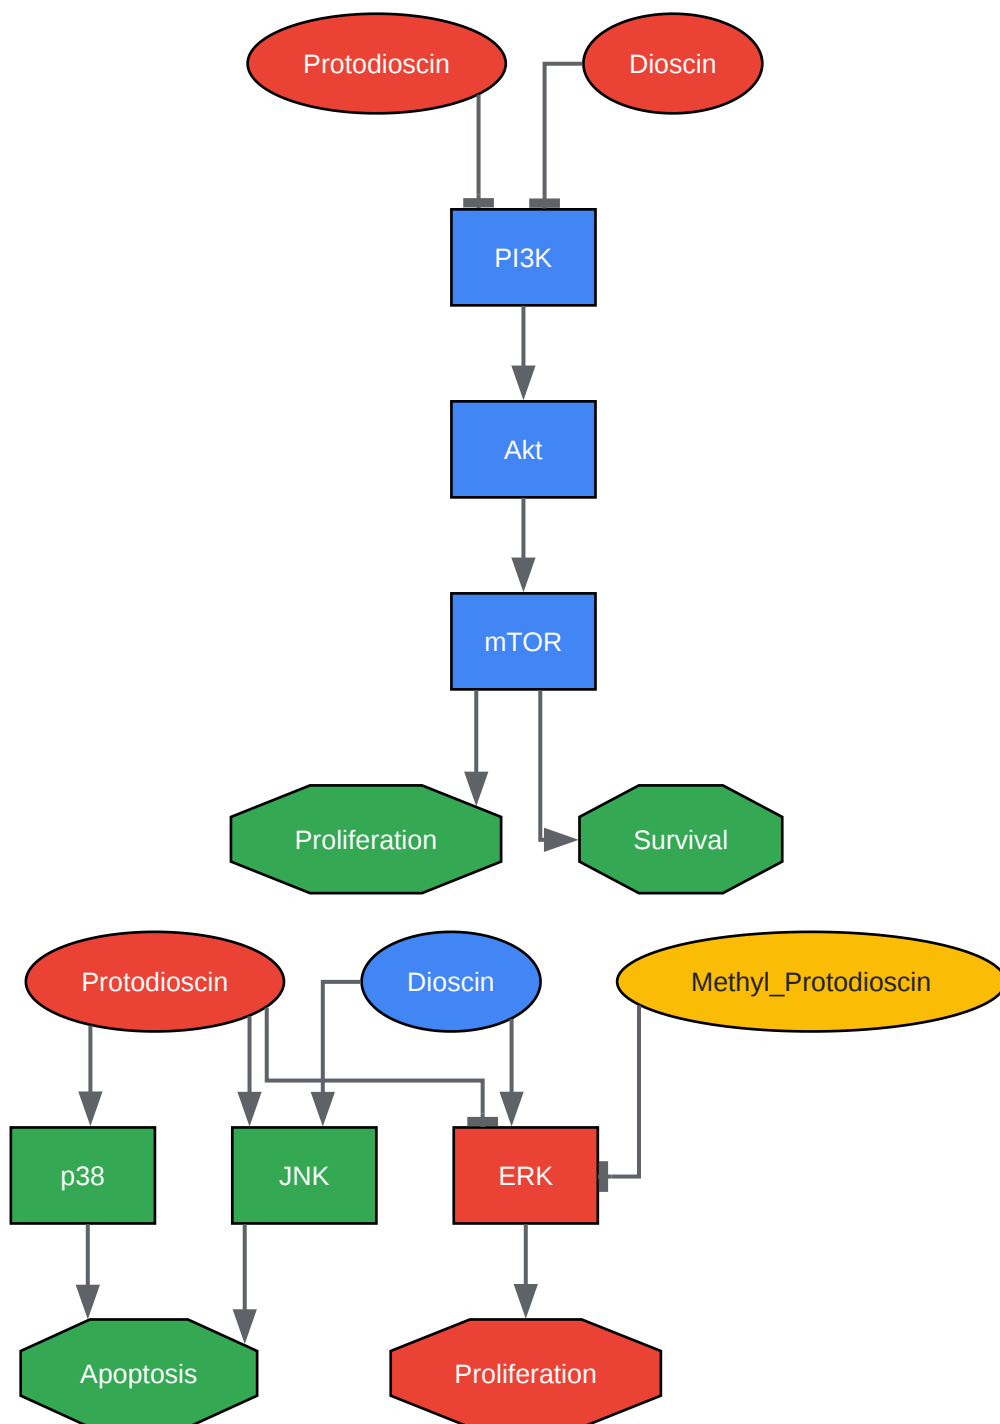 Protodioscin
Dioscin
PI3K
Akt
mTOR
Proliferation
Survival
Protodioscin
Dioscin
Methyl_Protodioscin
p38
JNK
ERK
Apoptosis
Proliferation